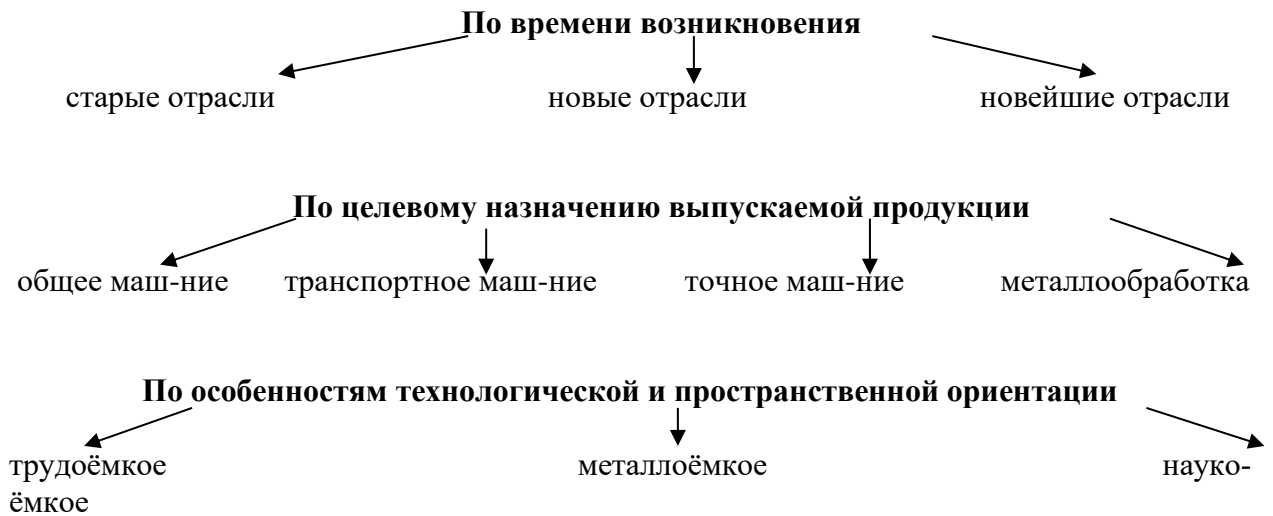 По времени возникновения
старые отрасли новые отрасли новейшие отрасли
По целевому назначению выпускаемой продукции
общее маш-ние транспортное маш-ние точное маш-ние металлообработка
По особенностям технологической и пространственной ориентации
трудоёмкое металлоёмкое науко-
ёмкое